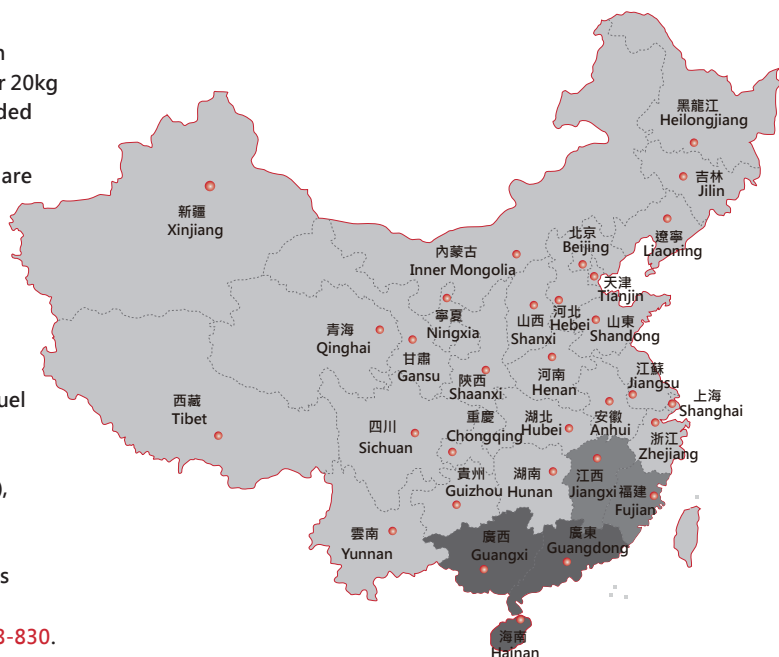 r 20kg
ded
are
uel
),
s
3-830.
黑龍江
Heilongjiang
吉林
Jilin
遼寧
Liaoning
新疆
Xinjiang
內蒙古
Inner Mongolia
北京
Beijing
天津
Tianjin
寧夏
Ningxia
山西
Shanxi
河北
Hebei
山東
Shandong
青海
Qinghai
甘肅
Gansu
陝西
Shaanxi
河南
Henan
江蘇
Jiangsu
上海
Shanghai
西藏
Tibet
四川
Sichuan
重慶
Chongqing
湖北
Hubei
安徽
Anhui
浙江
Zhejiang
貴州
Guizhou
湖南
Hunan
江西
Jiangxi
福建
Fujian
雲南
Yunnan
廣西
Guangxi
廣東
Guangdong
海南
Hainan